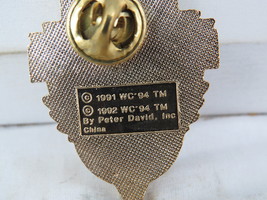 © 1991 WC'94 TM
© 1992 WC'94 TM
By Peter David, Inc
China